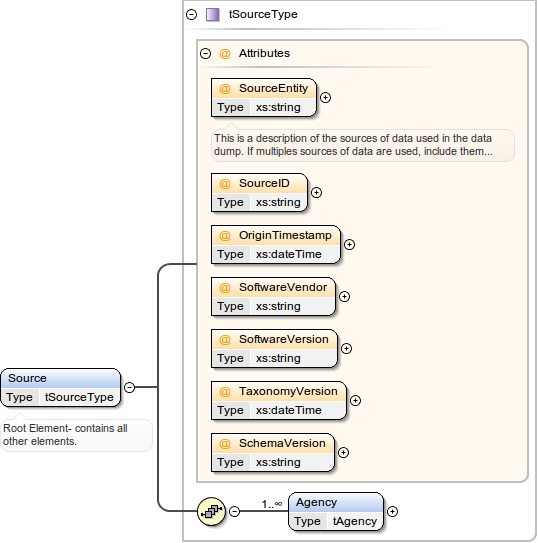 tSourceType
Attributes
@ SourceEntity
Type xs:string
This is a description of the sources of data used in the data
dump. If multiples sources of data are used, include them...
@ SourceID
Type xs:string
@ OriginTimestamp
Type xs:dateTime
@ SoftwareVendor
Type xs:string
@ SoftwareVersion
Type xs:string
@ TaxonomyVersion
Type xs:dateTime
@ SchemaVersion
Type xs:string
Source
Type tSourceType
Root Element- contains all
other elements.
1..∞
Agency
Type tAgency